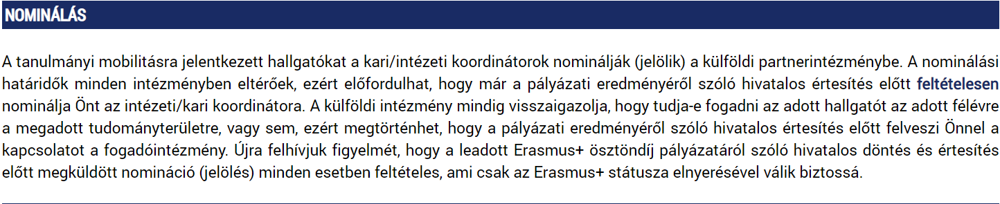 NOMINÁLÁS
A tanulmányi mobilitásra jelentkezett hallgatókat a kari/intézeti koordinátorok nominálják (jelölik) a külföldi partnerintézménybe. A nominálási
határidők minden intézményben eltérőek, ezért előfordulhat, hogy már a pályázati eredményéről szóló hivatalos értesítés előtt feltételesen
nominálja Önt az intézeti/kari koordinátora. A külföldi intézmény mindig visszaigazolja, hogy tudja-e fogadni az adott hallgatót az adott félévre
a megadott tudományterületre, vagy sem, ezért megtörténhet, hogy a pályázati eredményéről szóló hivatalos értesítés előtt felveszi Önnel a
kapcsolatot a fogadóintézmény. Újra felhívjuk figyelmét, hogy a leadott Erasmus+ ösztöndíj pályázatáról szóló hivatalos döntés és értesítés
előtt megküldött nomináció (jelölés) minden esetben feltételes, ami csak az Erasmus+ státusza elnyerésével válik biztossá.